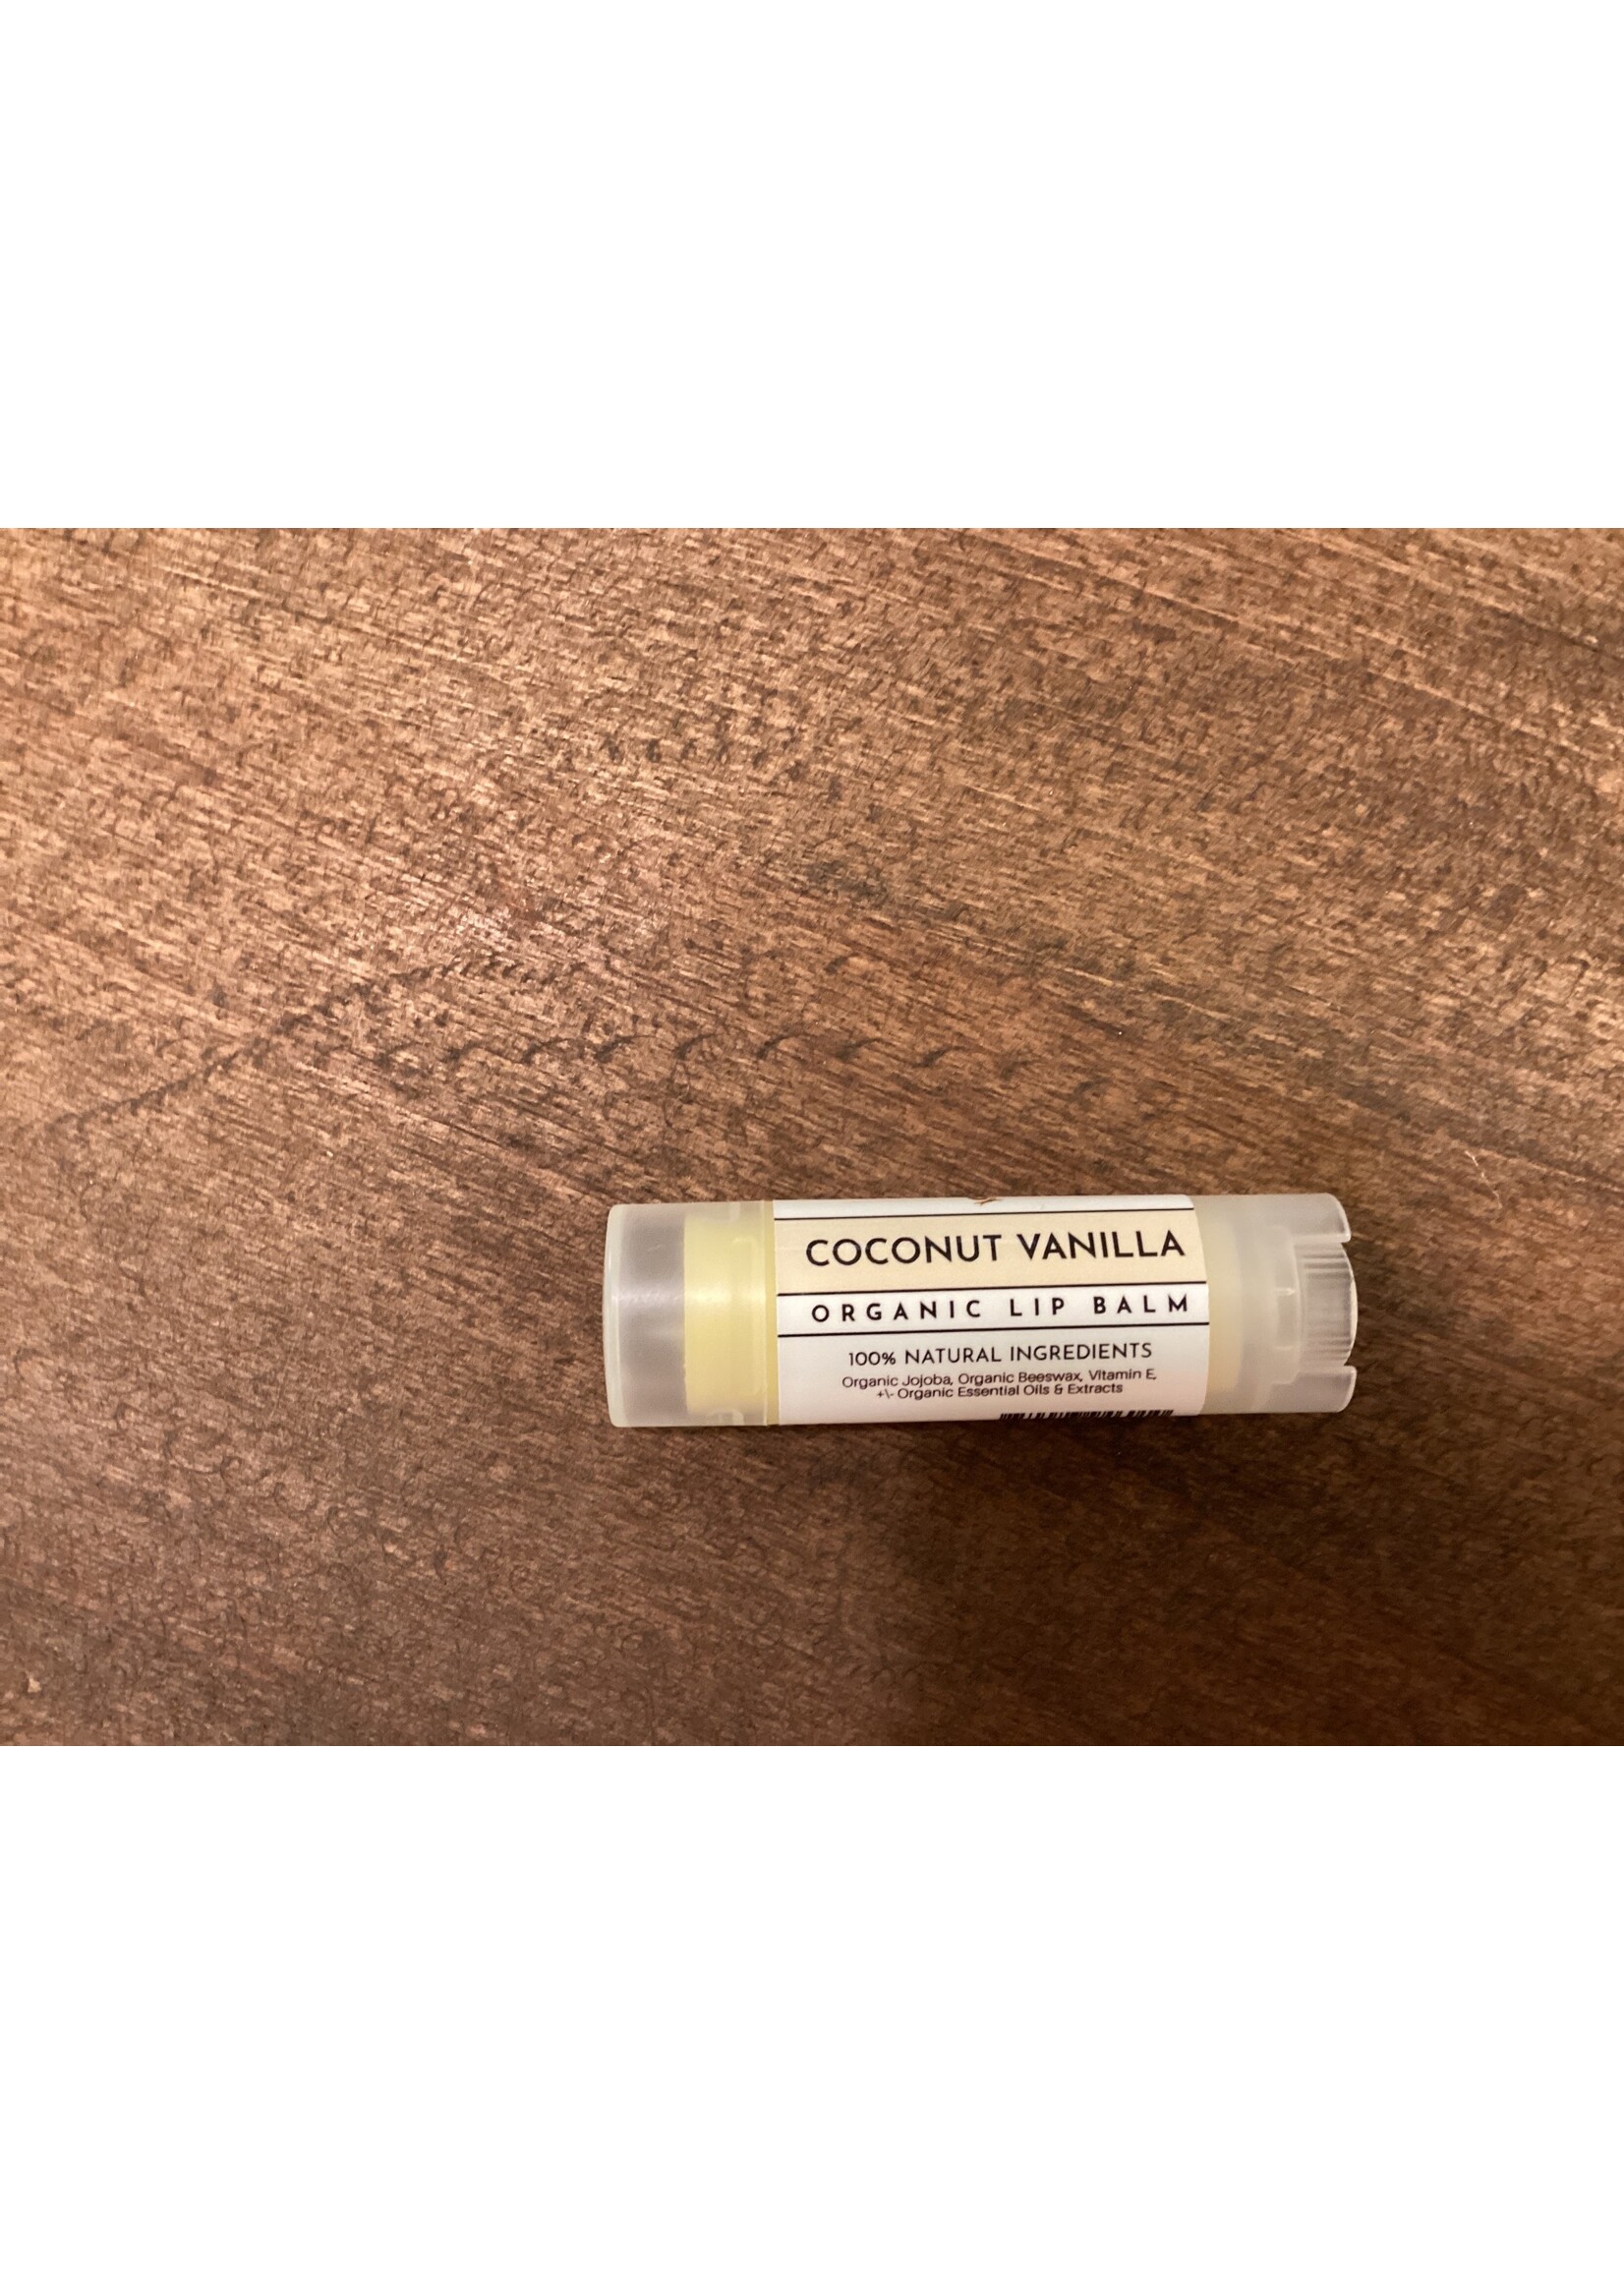 COCONUT VANILLA
ORGANIC LIP BALM
100% NATURAL INGREDIENTS
Organic Jojoba, Organic Beeswax, Vitamin E,
+\- Organic Essential Oils & Extracts